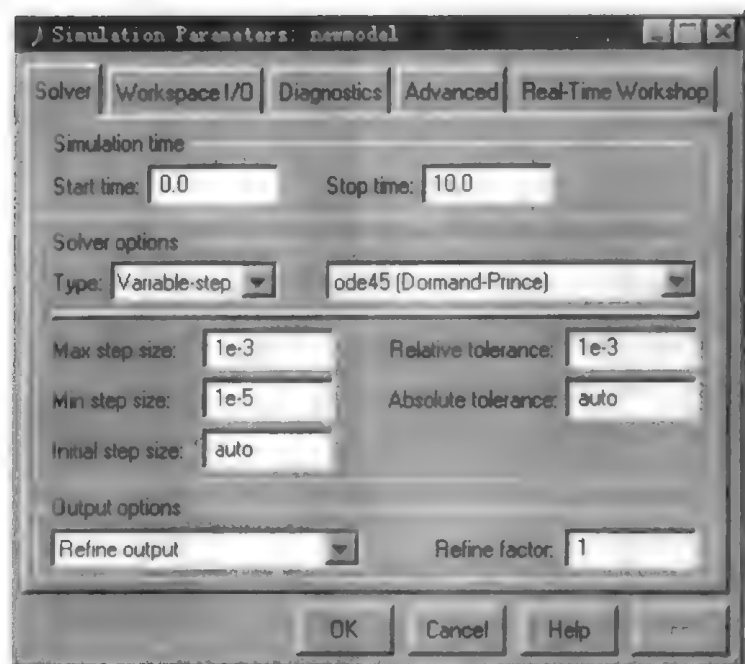 Simulation Parameters: newmodel
Solver Workspace I/O Diagnostics Advanced Real-Time Workshop
Simulation time
Start time: 0.0 Stop time: 10.0
Solver options
Type: Variable-step ode45 (Dormand-Prince)
Max step size: 1e-3 Relative tolerance: 1e-3
Min step size: 1e-5 Absolute tolerance: auto
Initial step size: auto
Output options
Refine output Refine factor: 1
OK Cancel Help